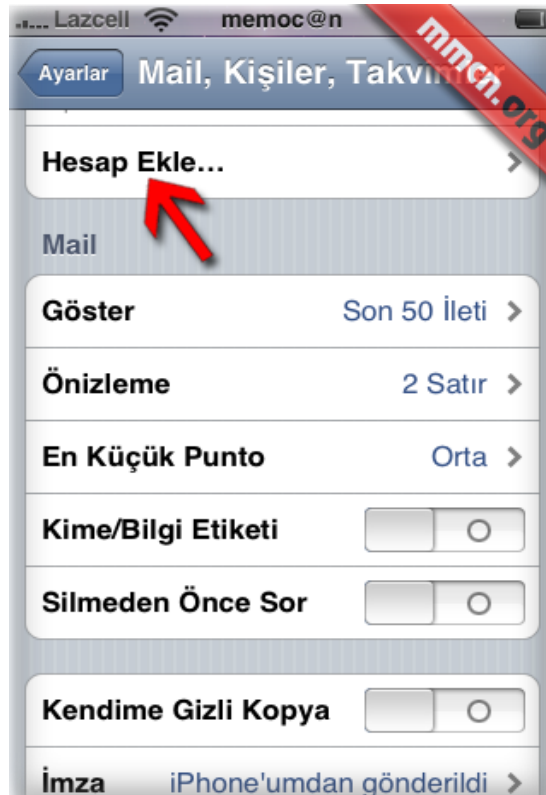 Lazcell memoc@n
mmcn.org
Ayarlar Mail, Kişiler, Takvimler
Hesap Ekle...
Mail
Göster Son 50 İleti
Önizleme 2 Satır
En Küçük Punto Orta
Kime/Bilgi Etiketi
Silmeden Önce Sor
Kendime Gizli Kopya
İmza iPhone'umdan gönderildi